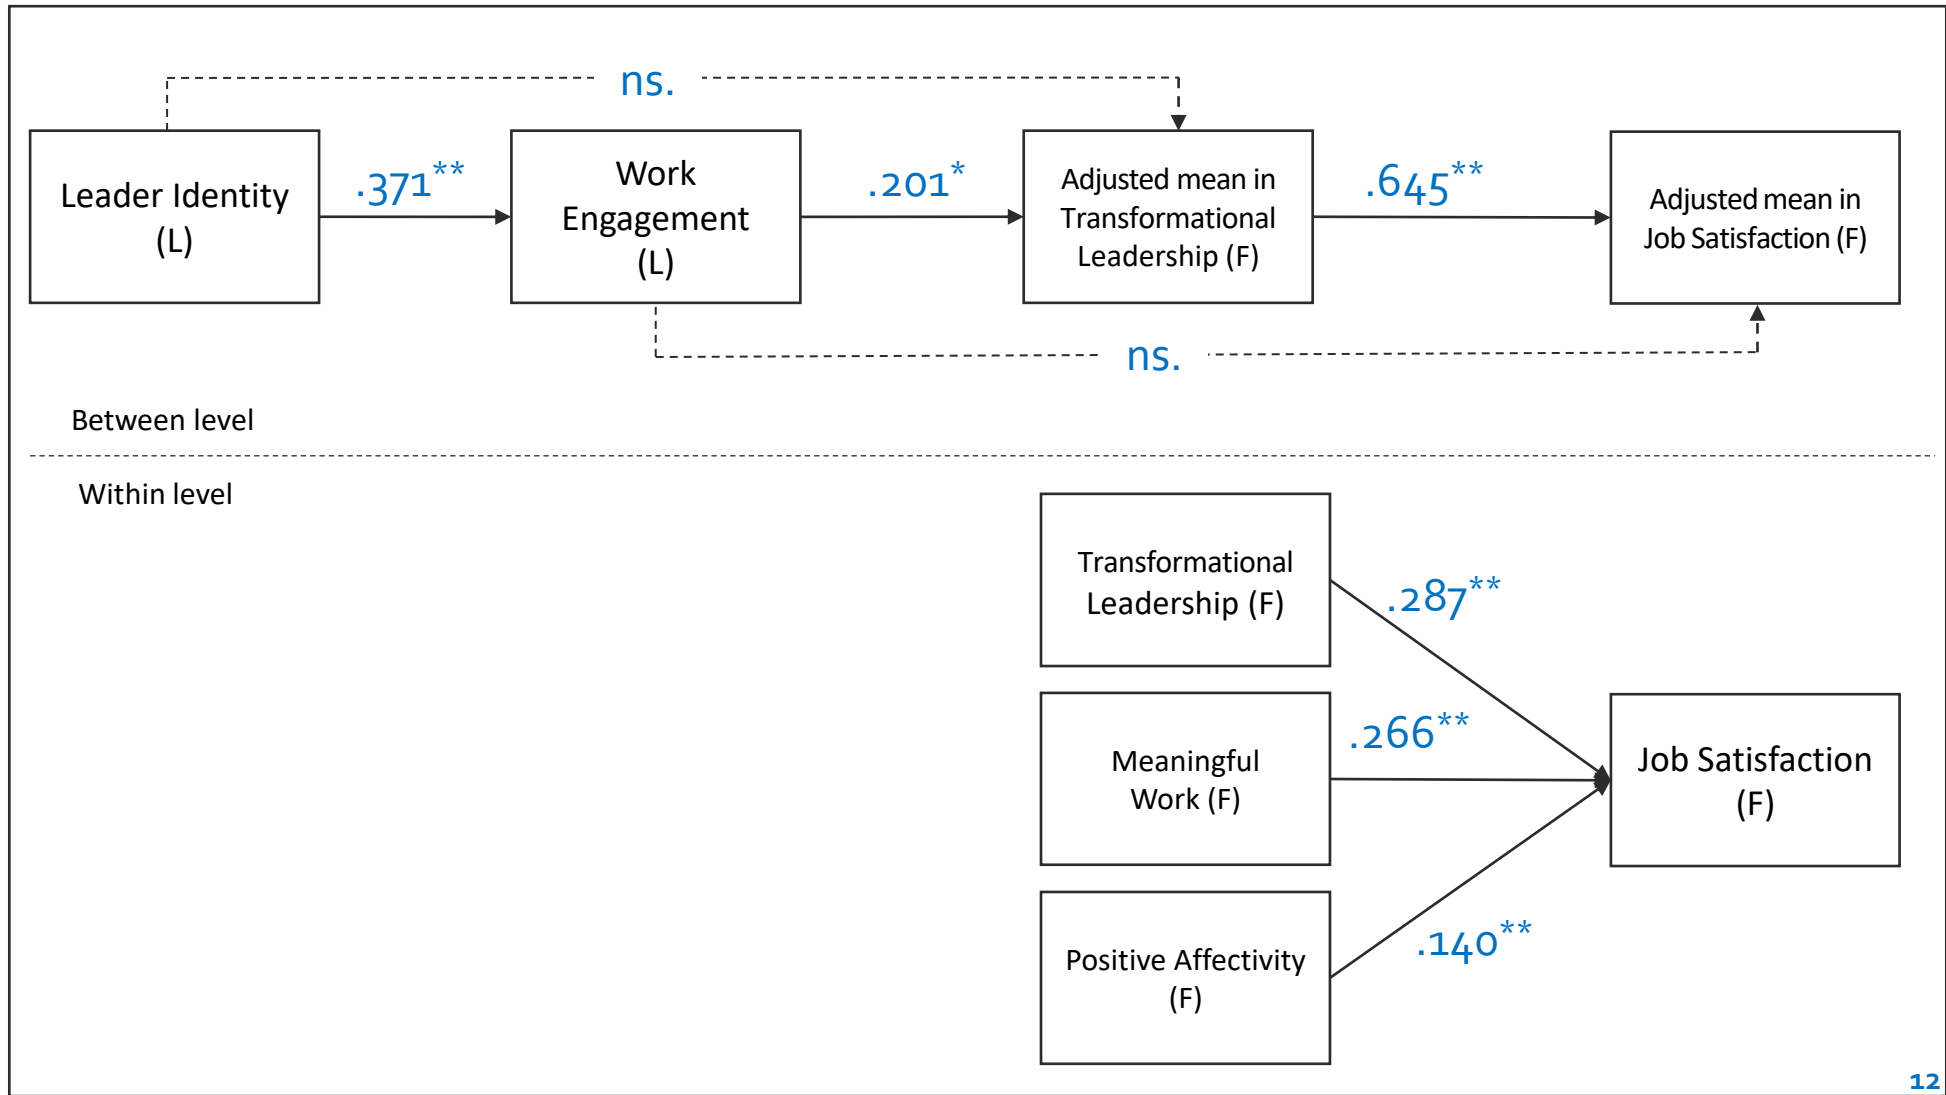 ns.
Leader Identity
(L)
.371**
Work
Engagement
(L)
.201*
Adjusted mean in
Transformational
Leadership (F)
.645**
Adjusted mean in
Job Satisfaction (F)
ns.
Between level
Within level
Transformational
Leadership (F)
.287**
Meaningful
Work (F)
.266**
Job Satisfaction
(F)
Positive Affectivity
(F)
.140**
12